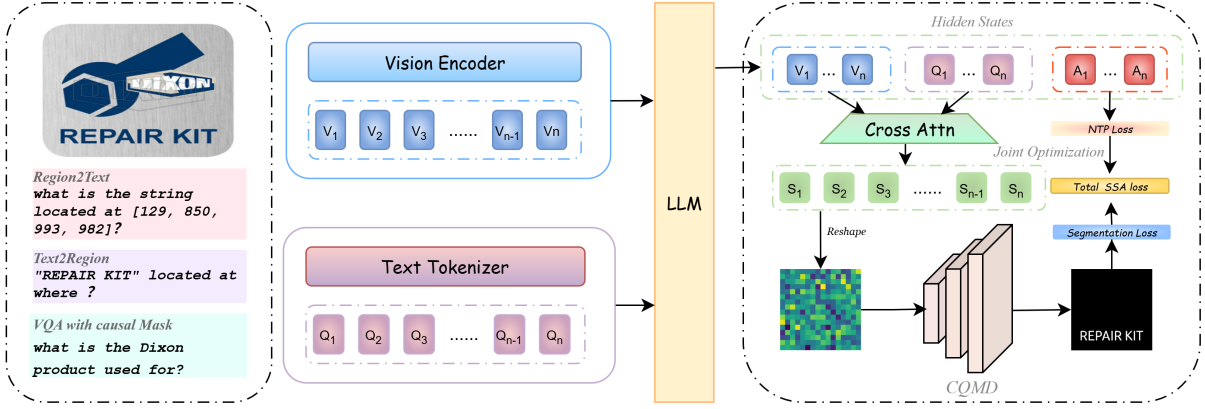 DIXON
REPAIR KIT
Region2Text
what is the string
located at [129, 850,
993, 982]?
Text2Region
"REPAIR KIT" located at
where ?
VQA with causal Mask
what is the Dixon
product used for?
Vision Encoder
V1 V2 V3 ...... Vn-1 Vn
Text Tokenizer
Q1 Q2 Q3 ...... Qn-1 Qn
LLM
Hidden States
V1 ... Vn Q1 ... Qn A1 ... An
Cross Attn
NTP Loss
Joint Optimization
S1 S2 S3 ...... Sn-1 Sn
Total SSA loss
Reshape
Segmentation Loss
REPAIR KIT
CQMD